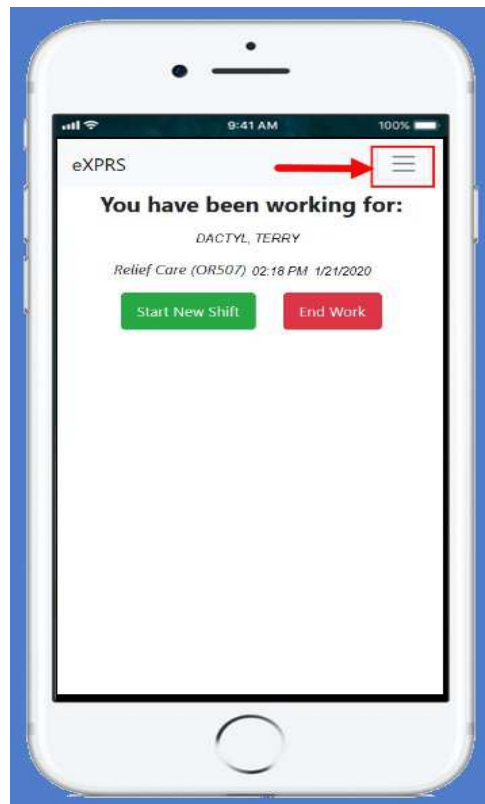 9:41 AM 100%
eXPRS
You have been working for:
DACTYL, TERRY
Relief Care (OR507) 02:18 PM 1/21/2020
Start New Shift End Work